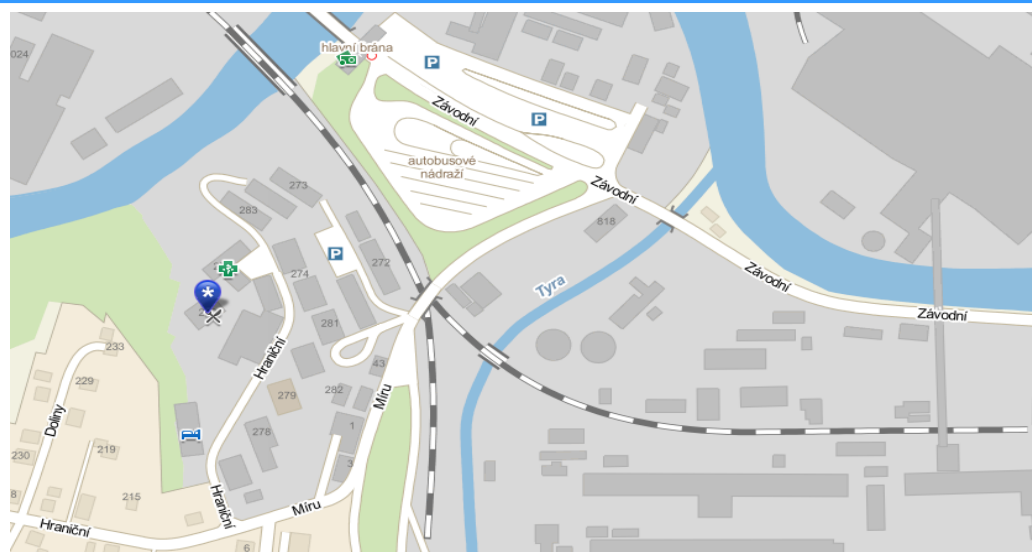 024
hlavní brána
P
Závodní
P
autobusové
nádraží
273
283
Závodní
818
P
272
274
Tyra
Závodní
*
281
Závodní
233
Hraniční
43
229
Míru
282
279
Doliny
1
278
219
230
3
215
8
Hraniční
Míru
Hraniční
6